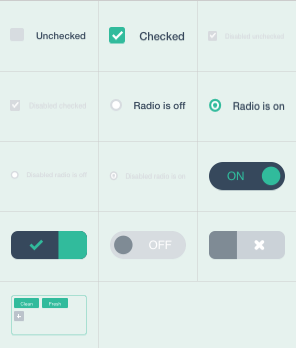 Unchecked
Checked
Disabled unchecked
Disabled checked
Radio is off
Radio is on
Disabled radio is off
Disabled radio is on
ON
OFF
Clean
Fresh